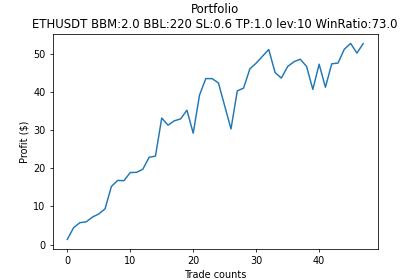 Portfolio
ETHUSDT BBM:2.0 BBL:220 SL:0.6 TP:1.0 lev:10 WinRatio:73.0
50
40
30
20
10
0
Profit ($)
0 10 20 30 40
Trade counts